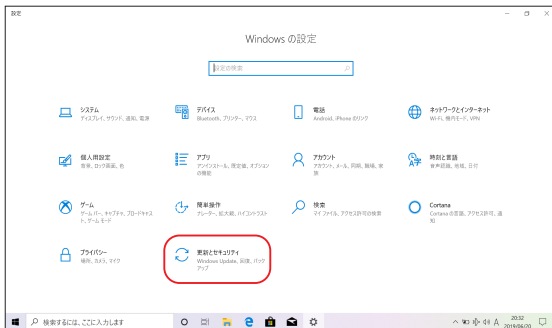 設定
Windows の設定
設定の検索
システム
ディスプレイ、サウンド、通知、電源
デバイス
Bluetooth、プリンター、マウス
電話
Android, iPhone のリンク
ネットワークとインターネット
Wi-Fi、機内モード、VPN
個人用設定
背景、ロック画面、色
アプリ
アンインストール、既定値、オプション
の機能
アカウント
アカウント、メール、同期、職場、家
族
時刻と言語
音声認識、地域、日付
ゲーム
ゲーム バー、キャプチャ、ブロードキャス
ト、ゲーム モード
簡単操作
ナレーター、拡大鏡、ハイコントラスト
検索
マイ ファイル、アクセス許可の検索
Cortana
Cortana の言語、アクセス許可、通
知
プライバシー
場所、カメラ、マイク
更新とセキュリティ
Windows Update、回復、バック
アップ
検索するには、ここに入力します
A
20:32
2019/06/20